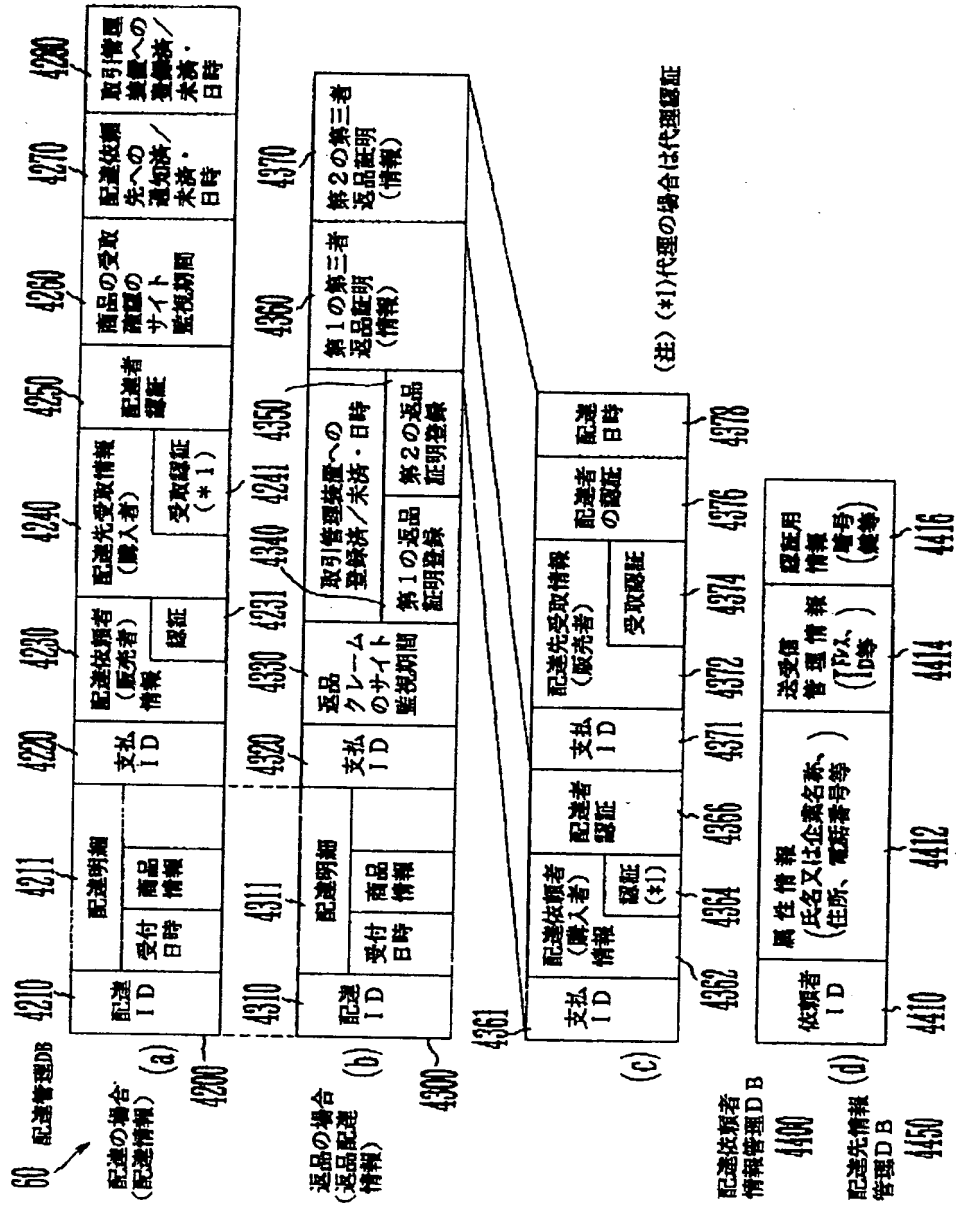 60
配達管理DB
配達の場合
(配達情報)
(a)
4200
4210
4211
4220
4230
4240
4250
4260
4270
4280
配達
ID
配達明細
受付
日時
商品
情報
支払
ID
配達依頼者
(販売者)
情報
認証
配達先受取情報
(購入者)
受取認証
(*1)
配達者
認証
商品の受取
確認の
サイト
監視期間
配達依頼
先への
通知済/
未済・
日時
取引管理
装置への
登録済/
未済・
日時
4231
4241
返品の場合
(返品配達
情報)
(b)
4300
4310
4311
4320
4330
4340
4350
4360
4370
配達
ID
配達明細
受付
日時
商品
情報
支払
ID
返品
クレーム
のサイト
監視期間
取引管理装置への
登録済/未済・日時
第1の返品
証明登録
第2の返品
証明登録
第1の第三者
返品証明
(情報)
第2の第三者
返品証明
(情報)
(c)
4361
支払
ID
配達依頼者
(購入者)
情報
認証
(*1)
配達者
認証
支払
ID
配達先受取情報
(販売者)
受取認証
配達者
の認証
配達
日時
4362
4364
4366
4371
4372
4374
4376
4378
(注) (*1)代理の場合は代理認証
配達依頼者
情報管理DB
4400
配達先情報
管理DB
4450
(d)
依頼者
ID
属性情報
(氏名又は企業名称、
住所、電話番号等)
送受信
管理情報
(アドレス、
ID等)
認証用
情報
(暗号)
(鍵等)
4410
4412
4414
4416